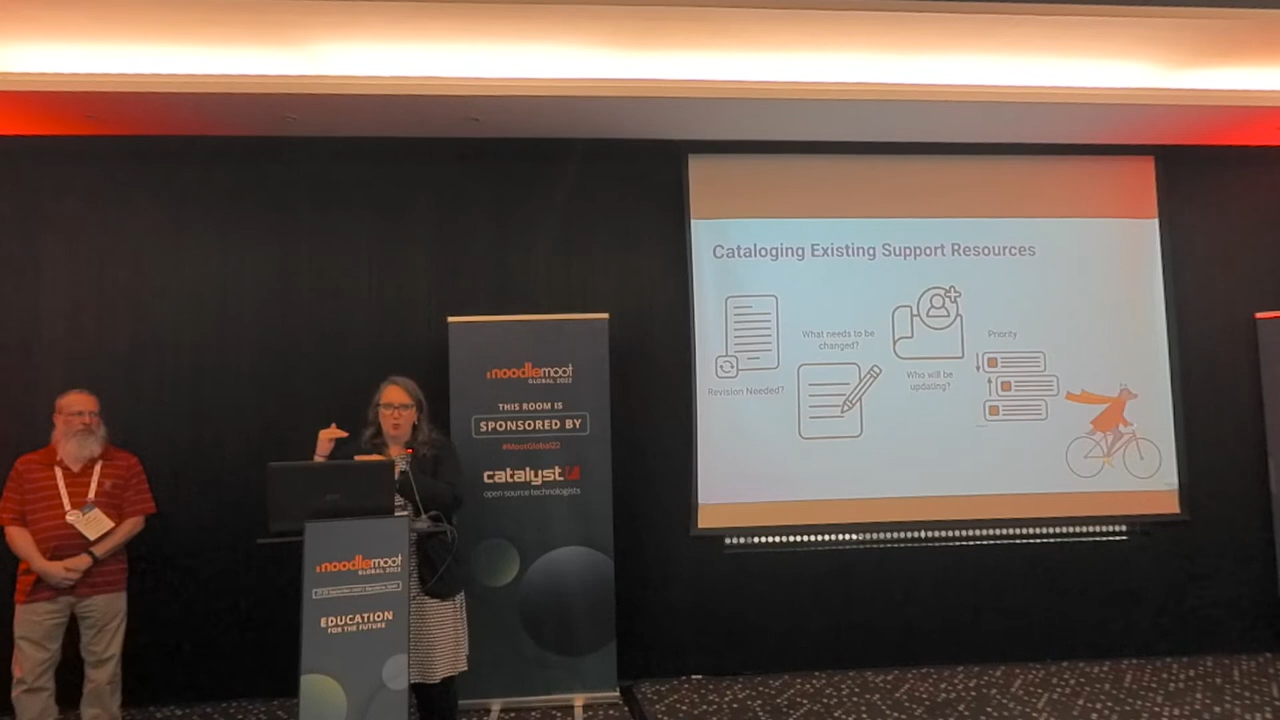 Cataloging Existing Support Resources
Revision Needed?
What needs to be
changed?
Who will be
updating?
Priority
moodlemoot
GLOBAL 2022
THIS ROOM IS
SPONSORED BY
#MootGlobal22
catalyst
open source technologists
moodlemoot
GLOBAL 2022
EDUCATION
FOR THE FUTURE